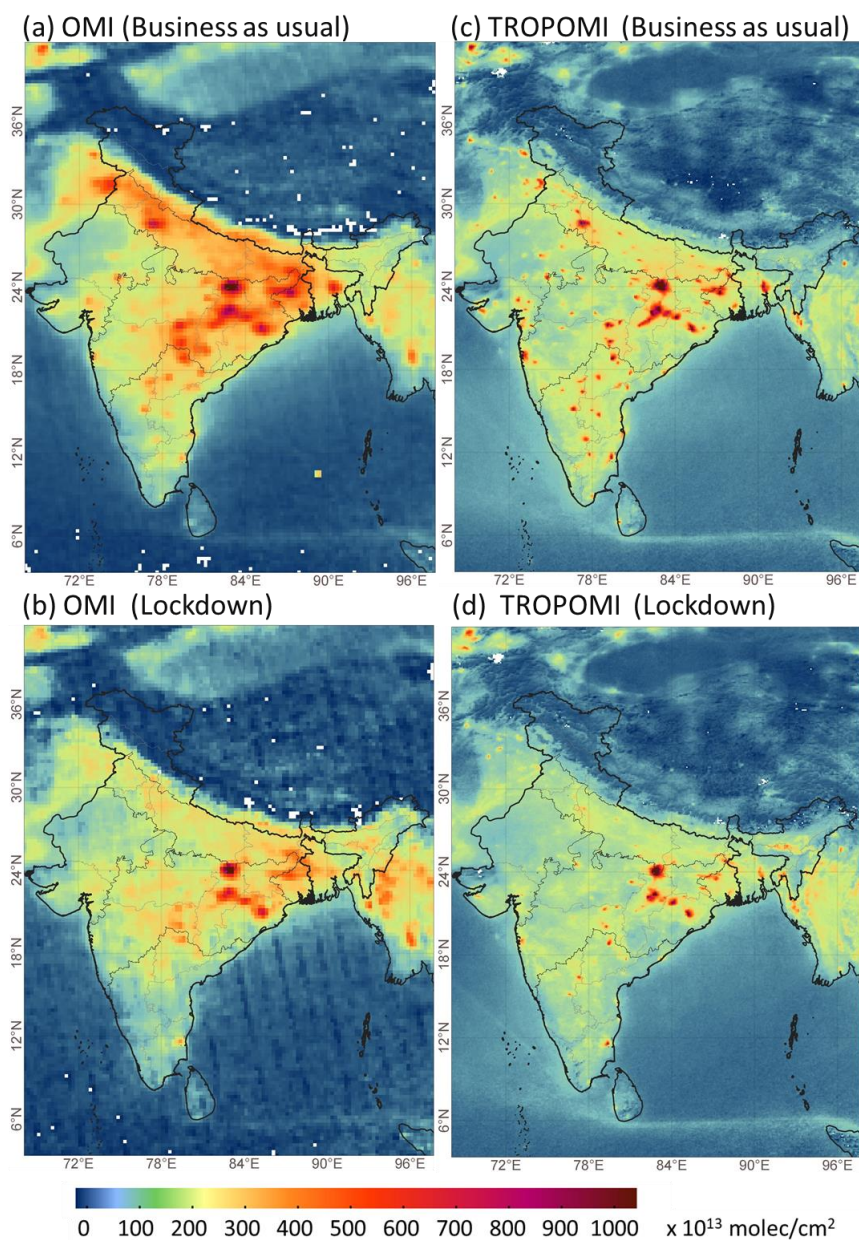 (a) OMI (Business as usual)
(c) TROPOMI (Business as usual)
36°N
30°N
24°N
18°N
12°N
6°N
72°E 78°E 84°E 90°E 96°E
36°N
30°N
24°N
18°N
12°N
6°N
72°E 78°E 84°E 90°E 96°E
(b) OMI (Lockdown)
(d) TROPOMI (Lockdown)
36°N
30°N
24°N
18°N
12°N
6°N
72°E 78°E 84°E 90°E 96°E
36°N
30°N
24°N
18°N
12°N
6°N
72°E 78°E 84°E 90°E 96°E
0 100 200 300 400 500 600 700 800 900 1000 x 10¹³ molec/cm²